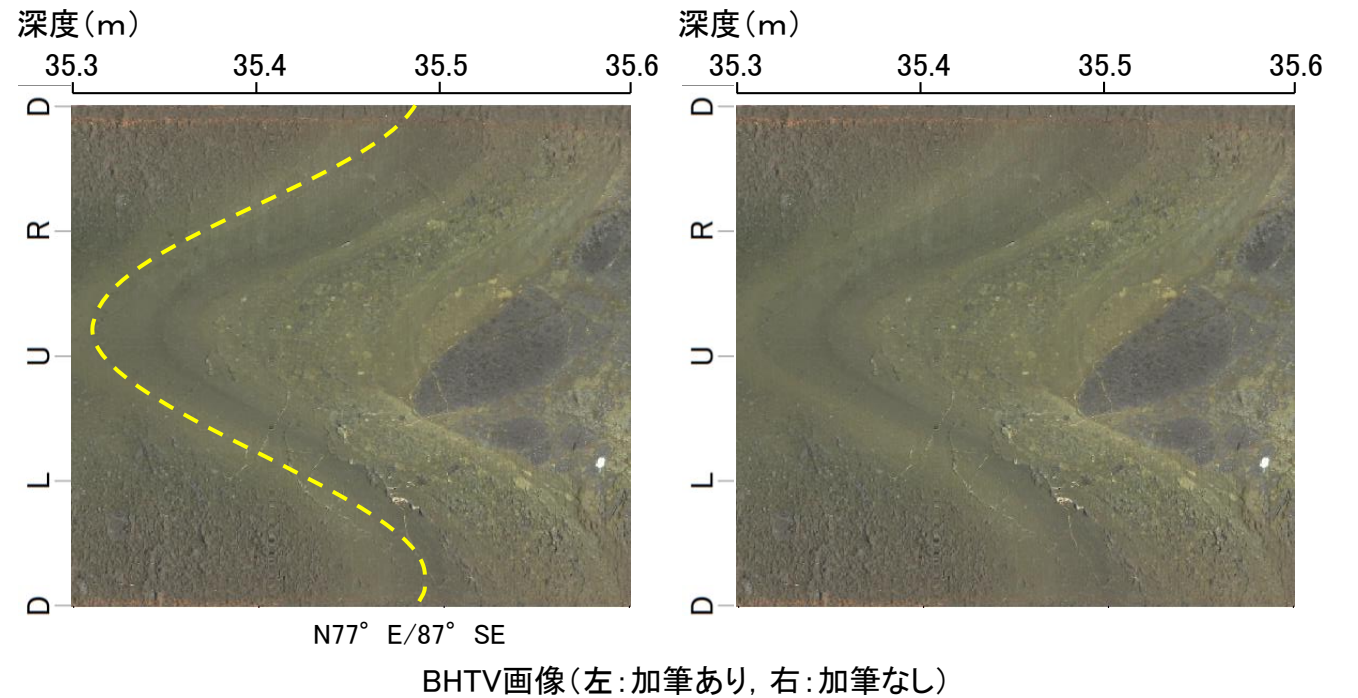 深度(m) 深度(m)
35.3 35.4 35.5 35.6 35.3 35.4 35.5 35.6
D D
R R
U U
L L
D D
N77° E/87° SE
BHTV画像(左:加筆あり, 右:加筆なし)